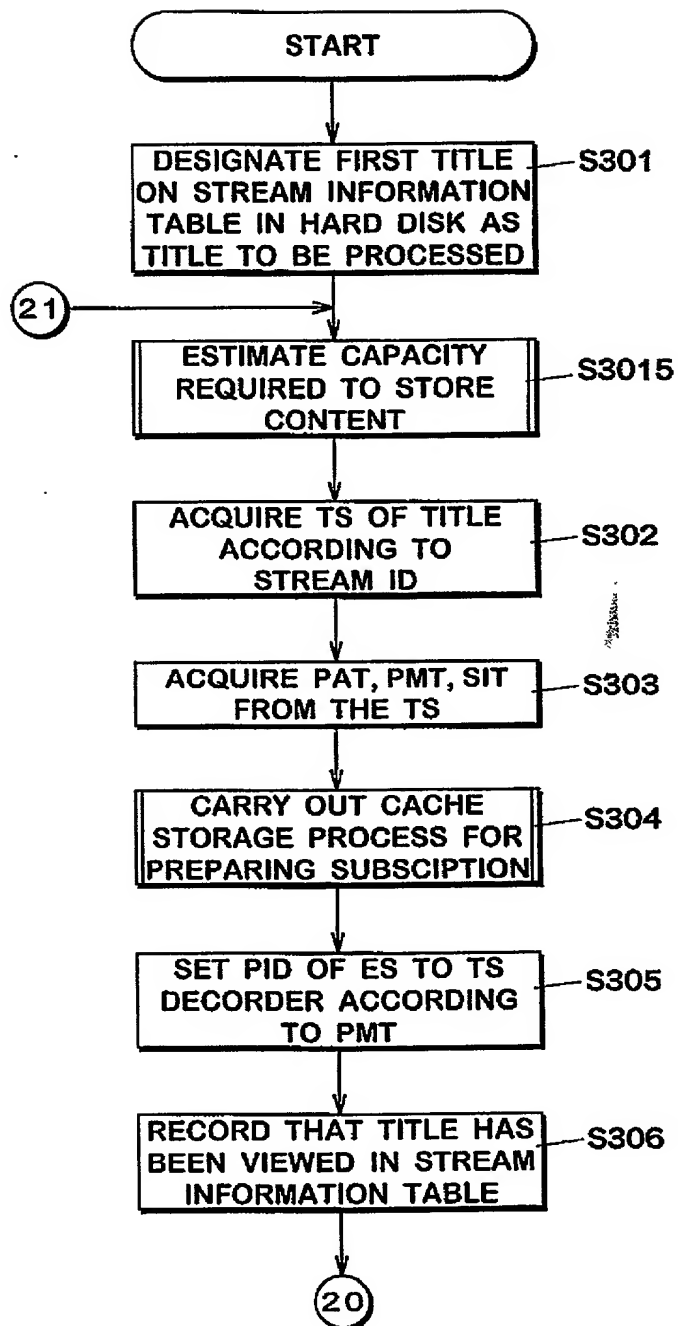 START
DESIGNATE FIRST TITLE
ON STREAM INFORMATION
TABLE IN HARD DISK AS
TITLE TO BE PROCESSED
S301
21
ESTIMATE CAPACITY
REQUIRED TO STORE
CONTENT
S3015
ACQUIRE TS OF TITLE
ACCORDING TO
STREAM ID
S302
ACQUIRE PAT, PMT, SIT
FROM THE TS
S303
CARRY OUT CACHE
STORAGE PROCESS FOR
PREPARING SUBSCIPTION
S304
SET PID OF ES TO TS
DECORDER ACCORDING
TO PMT
S305
RECORD THAT TITLE HAS
BEEN VIEWED IN STREAM
INFORMATION TABLE
S306
20